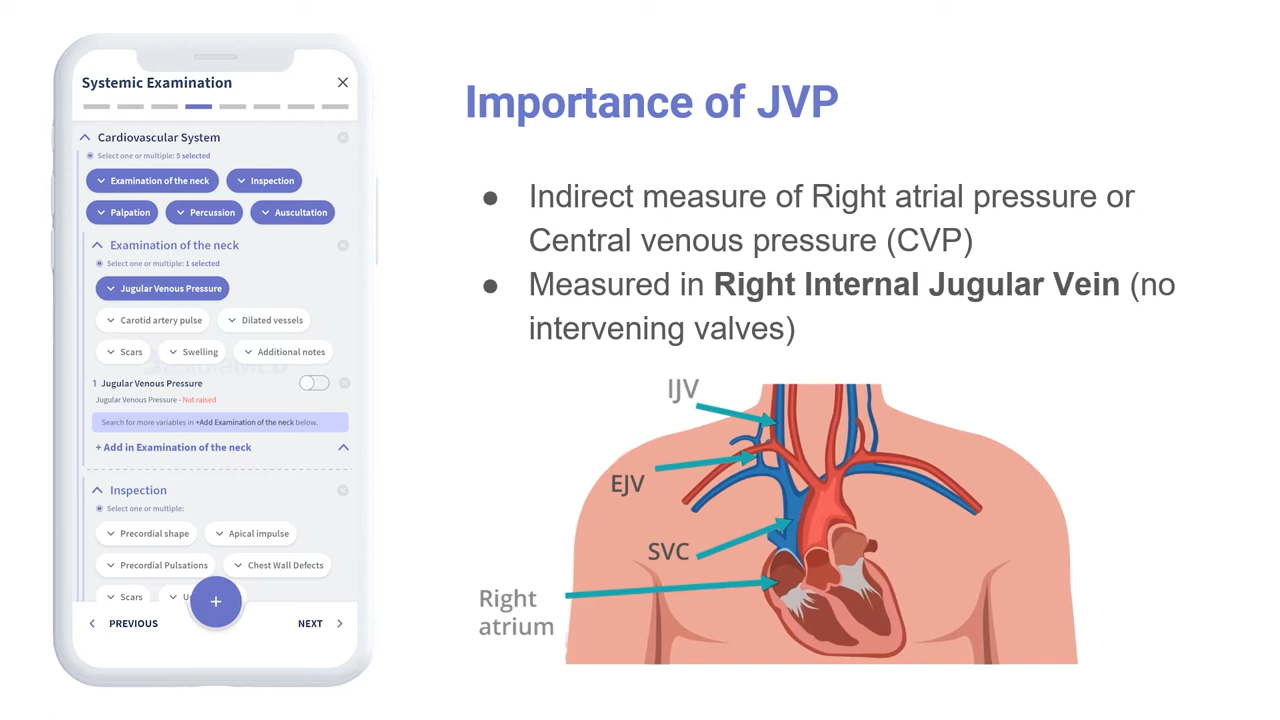 Systemic Examination
Cardiovascular System
Select one or multiple: 5 selected
Examination of the neck
Inspection
Palpation
Percussion
Auscultation
Examination of the neck
Select one or multiple: 1 selected
Jugular Venous Pressure
Carotid artery pulse
Dilated vessels
Scars
Swelling
Additional notes
1 Jugular Venous Pressure
Jugular Venous Pressure - Not raised
Search for more variables in +Add Examination of the neck below.
+ Add in Examination of the neck
Inspection
Select one or multiple:
Precordial shape
Apical impulse
Precordial Pulsations
Chest Wall Defects
Scars
+
PREVIOUS
NEXT
Importance of JVP
● Indirect measure of Right atrial pressure or
Central venous pressure (CVP)
● Measured in Right Internal Jugular Vein (no
intervening valves)
IJV
EJV
SVC
Right
atrium